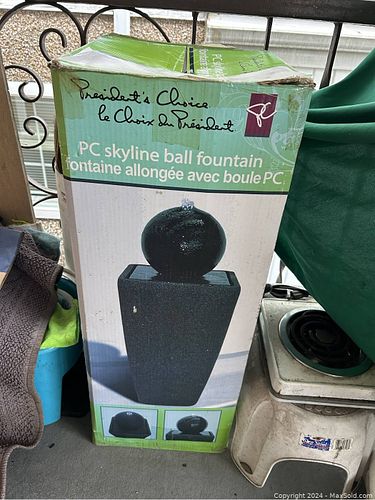 President's Choice
Le Choix du Président
PC
PC skyline ball fountain
fontaine allongée avec boule PC
Copyright © 2024 - MaxSold.com